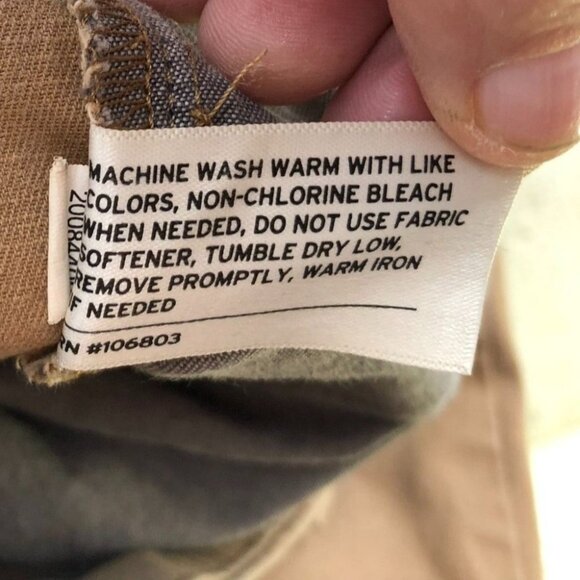 MACHINE WASH WARM WITH LIKE
COLORS, NON-CHLORINE BLEACH
WHEN NEEDED, DO NOT USE FABRIC
SOFTENER, TUMBLE DRY LOW,
REMOVE PROMPTLY, WARM IRON
IF NEEDED
RN #106803